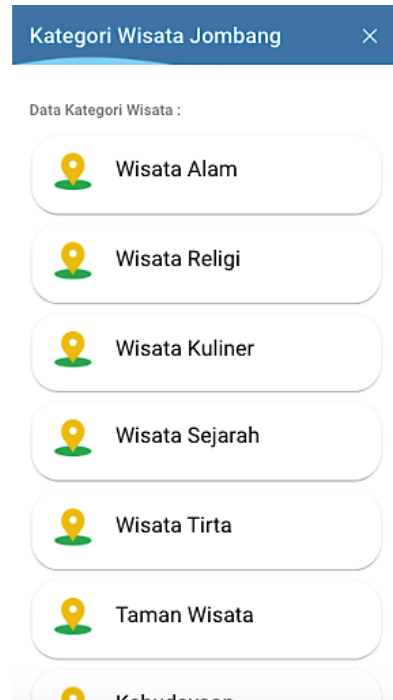 Kategori Wisata Jombang
Data Kategori Wisata :
Wisata Alam
Wisata Religi
Wisata Kuliner
Wisata Sejarah
Wisata Tirta
Taman Wisata